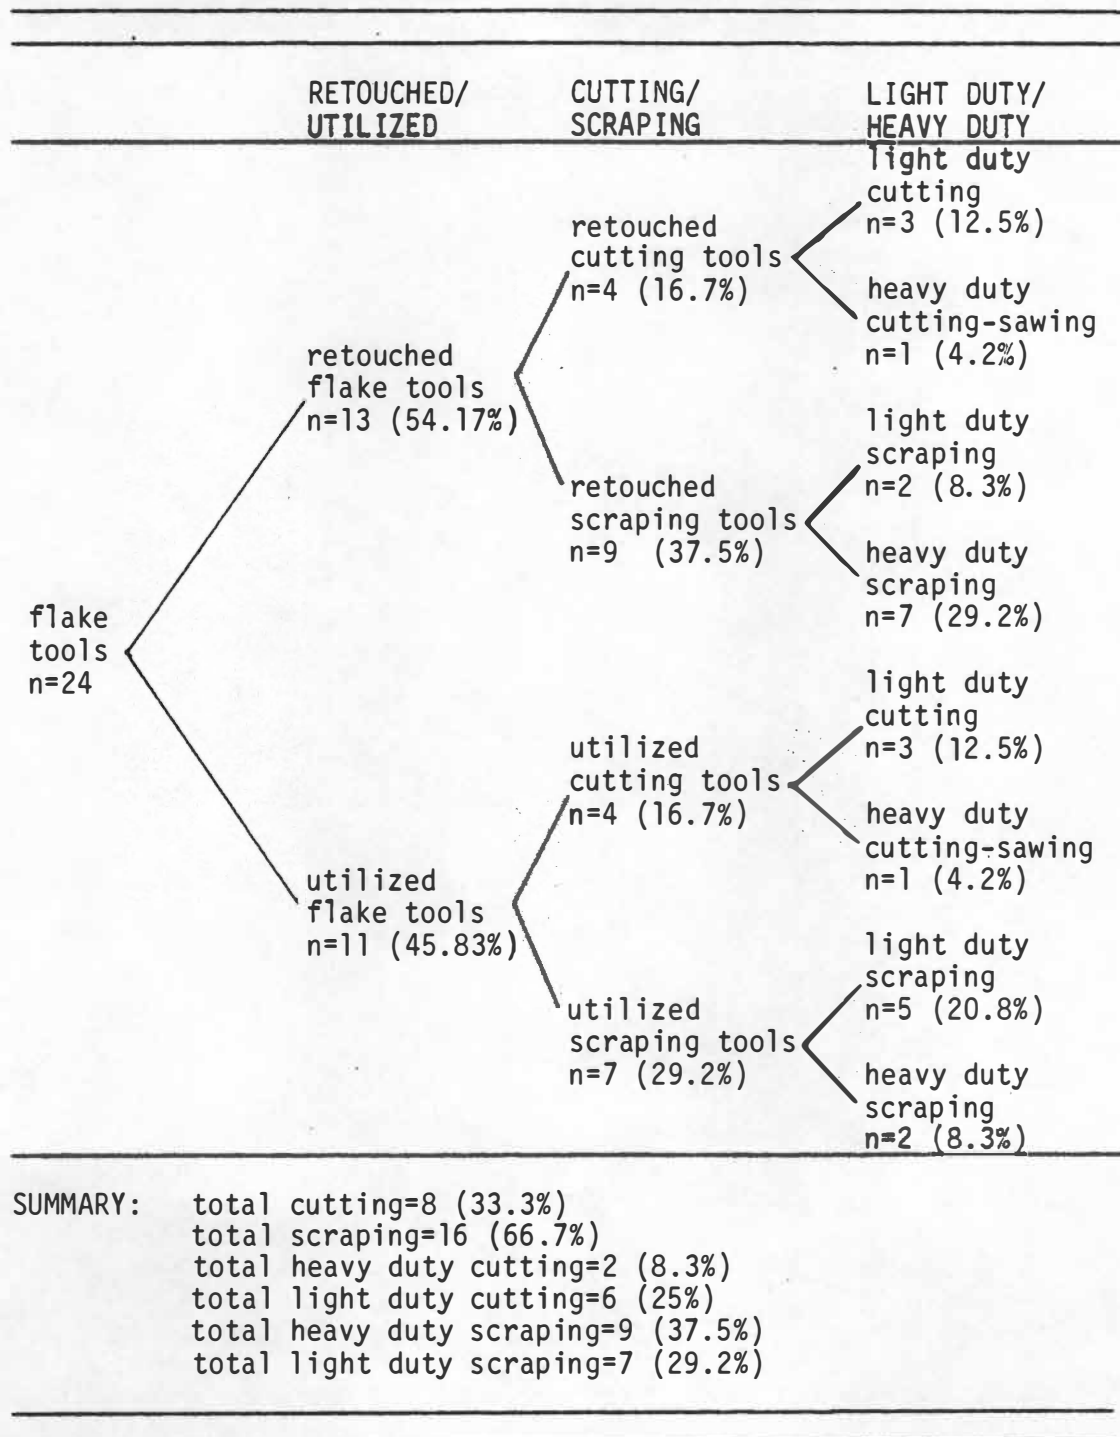 RETOUCHED/
UTILIZED
CUTTING/
SCRAPING
LIGHT DUTY/
HEAVY DUTY
flake
tools
n=24
retouched
flake tools
n=13 (54.17%)
utilized
flake tools
n=11 (45.83%)
retouched
cutting tools
n=4 (16.7%)
retouched
scraping tools
n=9 (37.5%)
utilized
cutting tools
n=4 (16.7%)
utilized
scraping tools
n=7 (29.2%)
light duty
cutting
n=3 (12.5%)
heavy duty
cutting-sawing
n=1 (4.2%)
light duty
scraping
n=2 (8.3%)
heavy duty
scraping
n=7 (29.2%)
light duty
cutting
n=3 (12.5%)
heavy duty
cutting-sawing
n=1 (4.2%)
light duty
scraping
n=5 (20.8%)
heavy duty
scraping
n=2 (8.3%)
SUMMARY: total cutting=8 (33.3%)
total scraping=16 (66.7%)
total heavy duty cutting=2 (8.3%)
total light duty cutting=6 (25%)
total heavy duty scraping=9 (37.5%)
total light duty scraping=7 (29.2%)